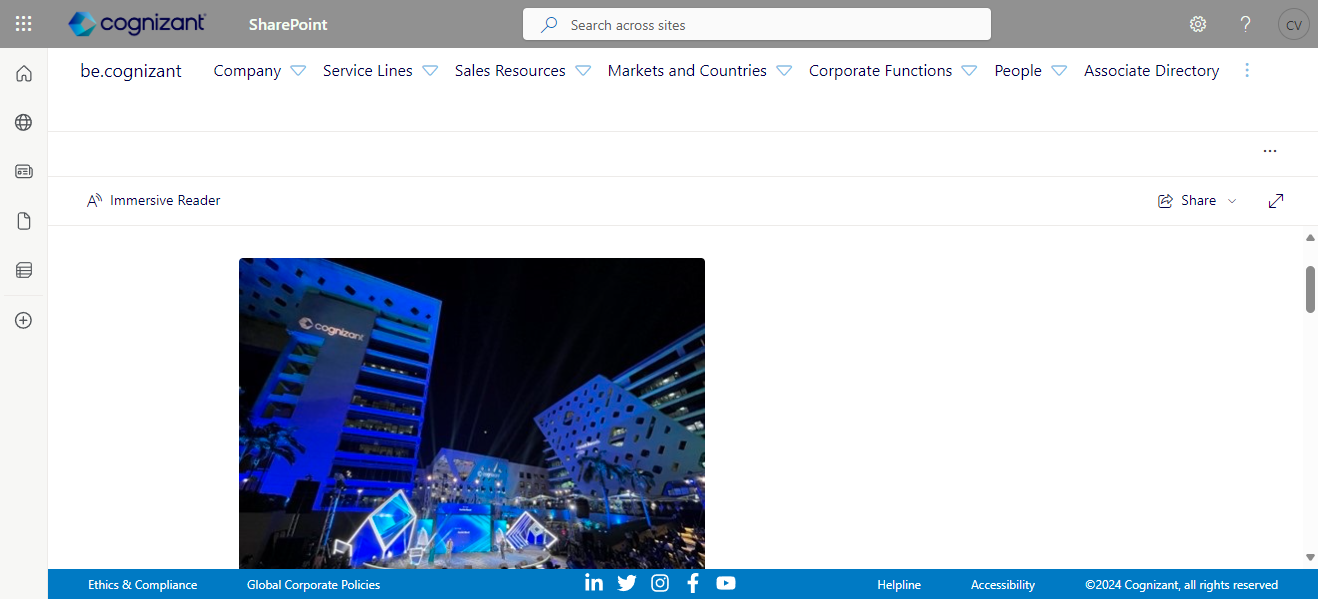 cognizant
SharePoint
Search across sites
?
CV
be.cognizant
Company
Service Lines
Sales Resources
Markets and Countries
Corporate Functions
People
Associate Directory
Immersive Reader
Share
cognizant
Ethics & Compliance
Global Corporate Policies
Helpline
Accessibility
©2024 Cognizant, all rights reserved